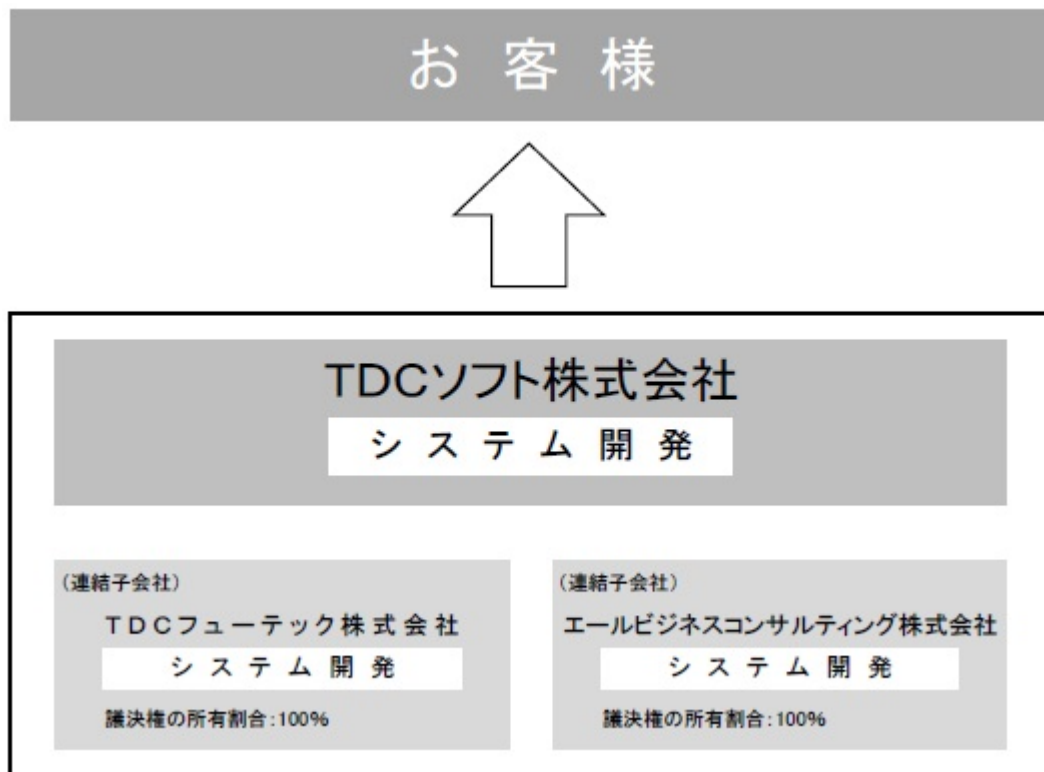 お客様
TDCソフト株式会社
システム開発
（連結子会社）
TDCフューテック株式会社
システム開発
議決権の所有割合：100%
（連結子会社）
エールビジネスコンサルティング株式会社
システム開発
議決権の所有割合：100%